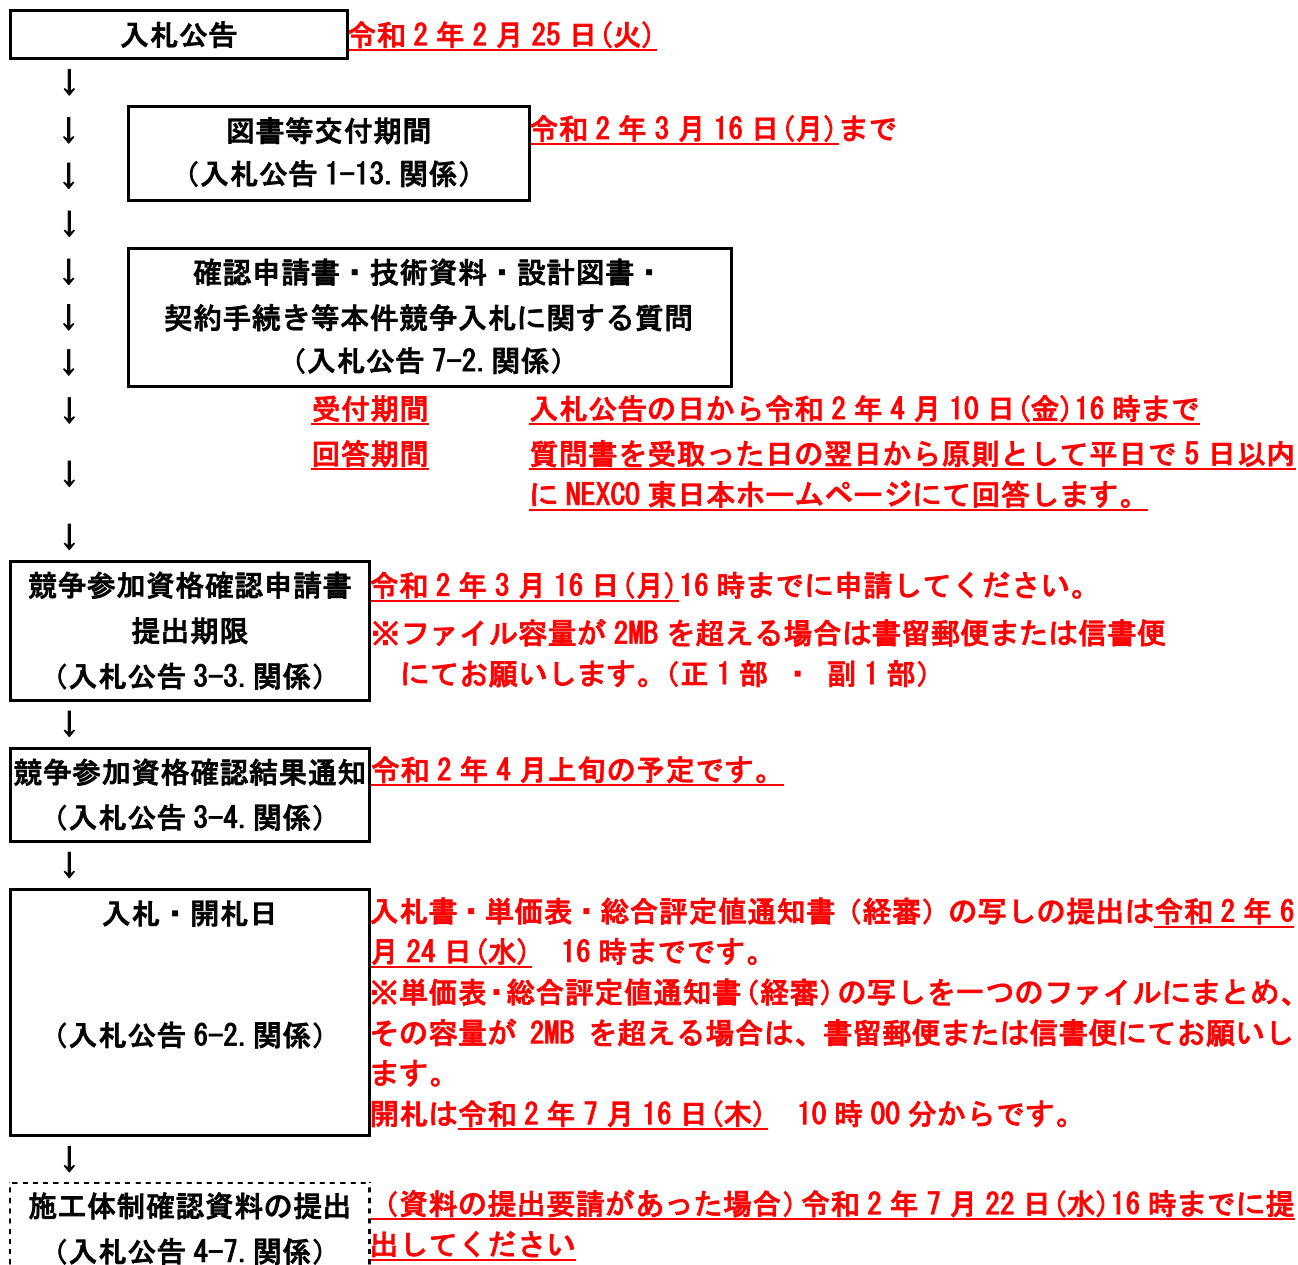 入札公告
令和2年2月25日(火)
↓
↓
図書等交付期間
令和2年3月16日(月)まで
↓
（入札公告1-13.関係）
↓
↓
確認申請書・技術資料・設計図書・
↓
契約手続き等本件競争入札に関する質問
↓
（入札公告7-2.関係）
↓
受付期間 入札公告の日から令和2年4月10日(金)16時まで
回答期間 質問書を受取った日の翌日から原則として平日で5日以内
↓
にNEXCO東日本ホームページにて回答します。
↓
競争参加資格確認申請書
提出期限
（入札公告3-3.関係）
令和2年3月16日(月)16時までに申請してください。
※ファイル容量が2MBを超える場合は書留郵便または信書便
にてお願いします。（正1部 ・ 副1部）
↓
競争参加資格確認結果通知
（入札公告3-4.関係）
令和2年4月上旬の予定です。
↓
入札・開札日
（入札公告6-2.関係）
入札書・単価表・総合評定値通知書（経審）の写しの提出は令和2年6
月24日(水) 16時までです。
※単価表・総合評定値通知書（経審）の写しを一つのファイルにまとめ、
その容量が 2MB を超える場合は、書留郵便または信書便にてお願いし
ます。
開札は令和2年7月16日(木) 10時00分からです。
↓
施工体制確認資料の提出
（入札公告4-7.関係）
（資料の提出要請があった場合）令和2年7月22日(水)16時までに提
出してください